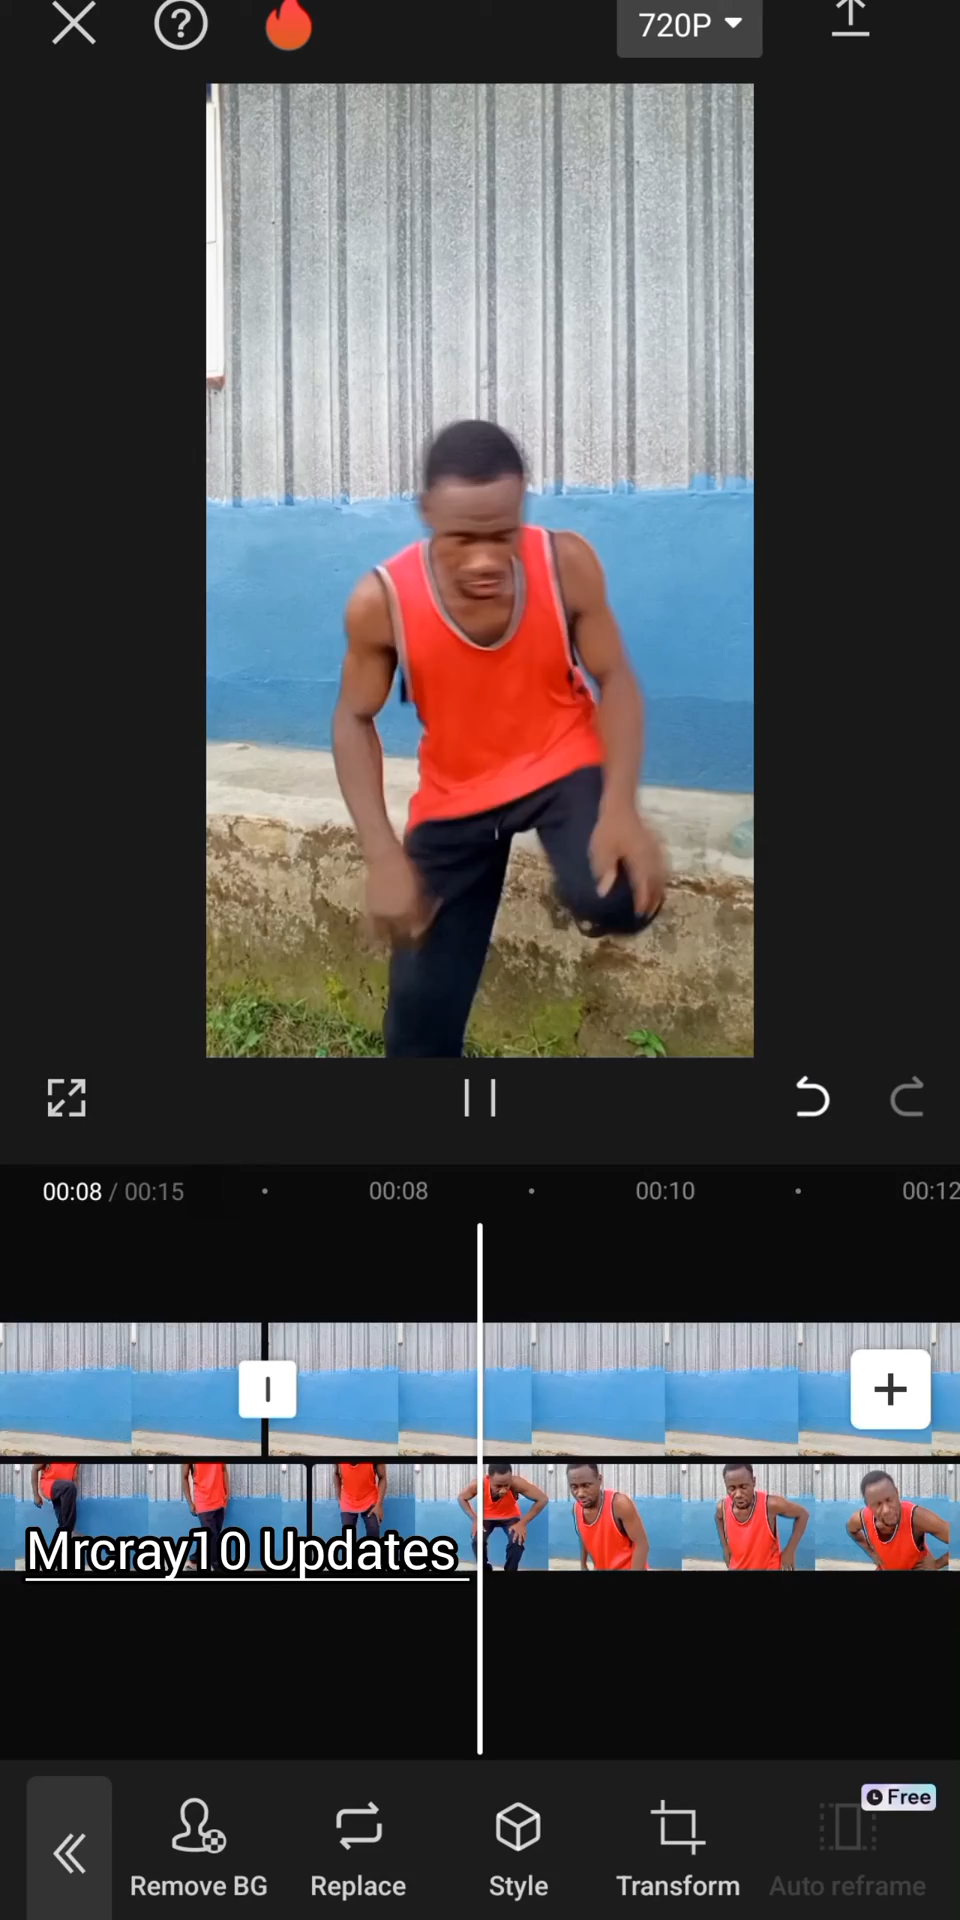 720P
00:08 / 00:15
00:08
00:10
00:12
Mrcray10 Updates
Free
Remove BG
Replace
Style
Transform
Auto reframe